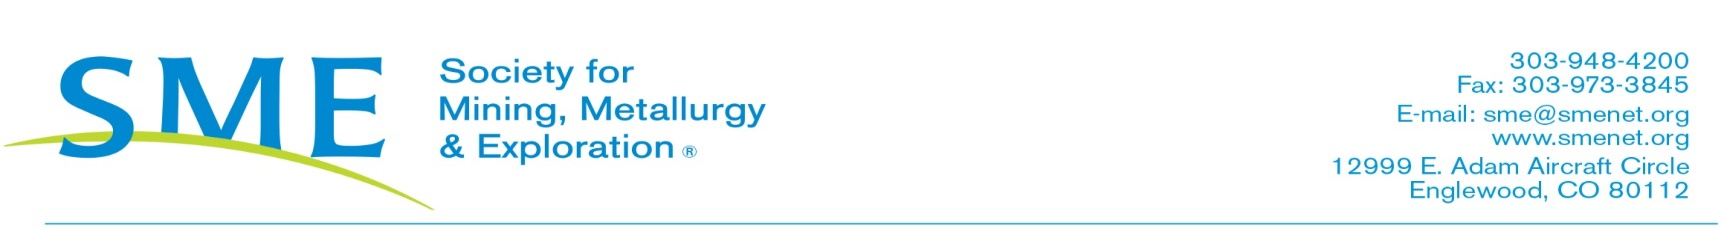 SME
Society for
Mining, Metallurgy
& Exploration ®
303-948-4200
Fax: 303-973-3845
E-mail: sme@smenet.org
www.smenet.org
12999 E. Adam Aircraft Circle
Englewood, CO 80112